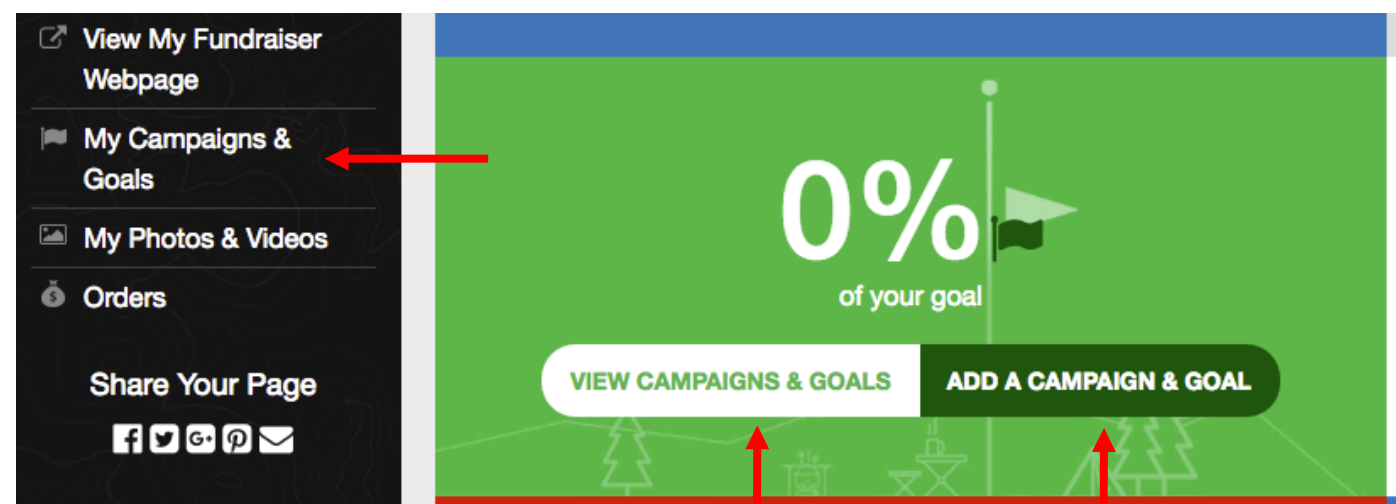 View My Fundraiser
Webpage
My Campaigns &
Goals
My Photos & Videos
Orders
Share Your Page
0%
of your goal
VIEW CAMPAIGNS & GOALS
ADD A CAMPAIGN & GOAL